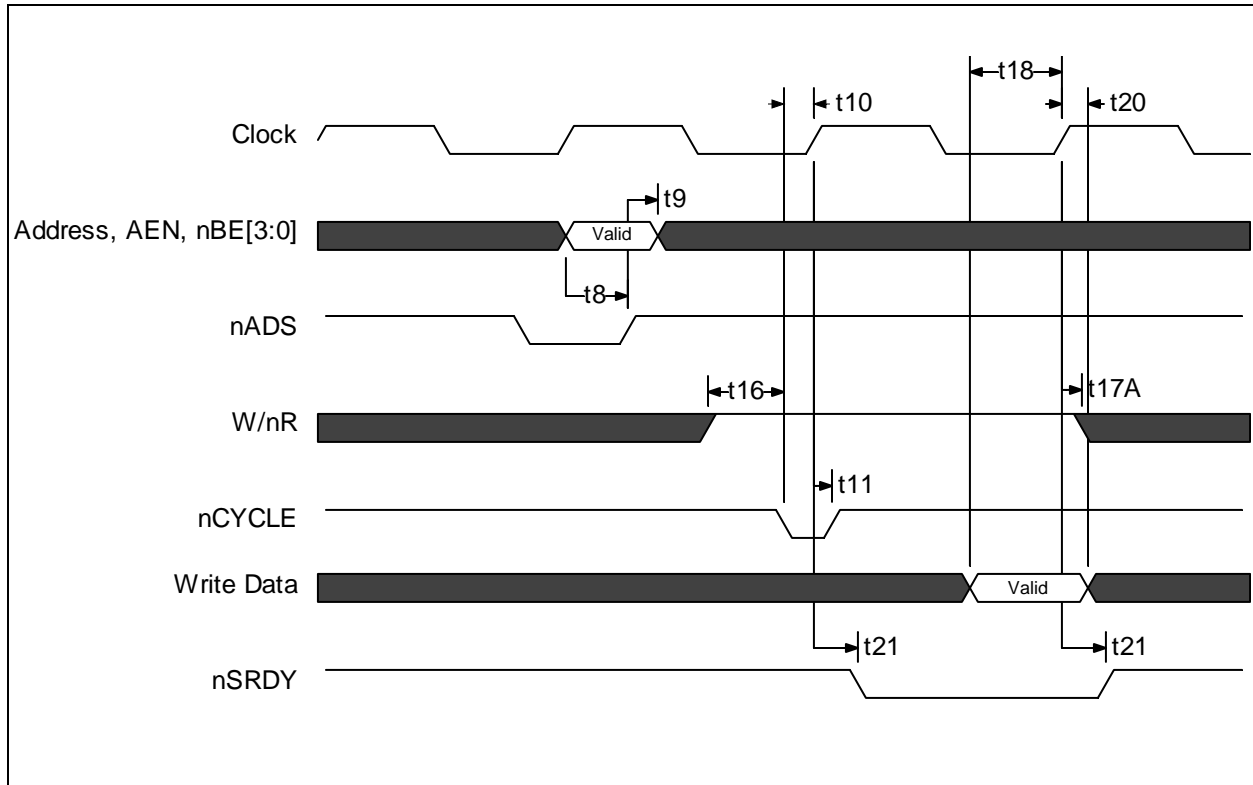 t18
t10
t20
Clock
t9
Address, AEN, nBE[3:0]
Valid
t8
nADS
t16
t17A
W/nR
t11
nCYCLE
Write Data
Valid
t21
t21
nSRDY